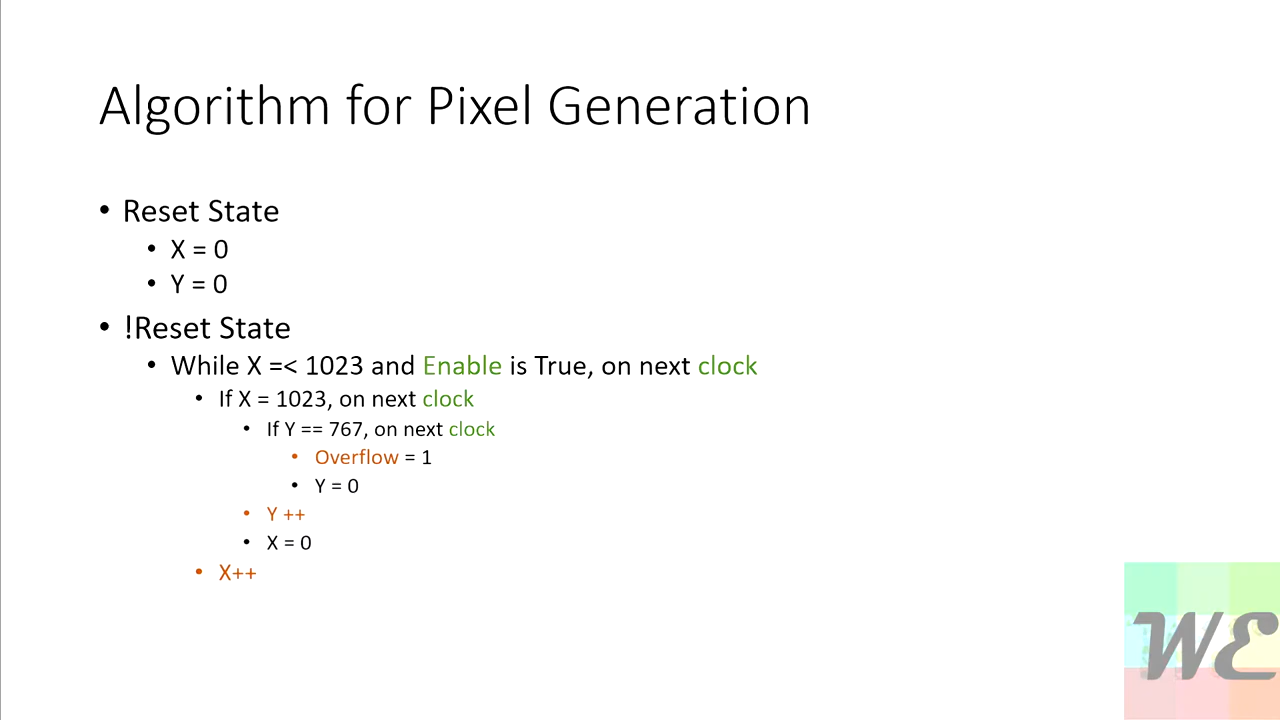 Algorithm for Pixel Generation
• Reset State
• X = 0
• Y = 0
• !Reset State
• While X =< 1023 and Enable is True, on next clock
• If X = 1023, on next clock
• If Y == 767, on next clock
• Overflow = 1
• Y = 0
• Y ++
• X = 0
• X++
WE